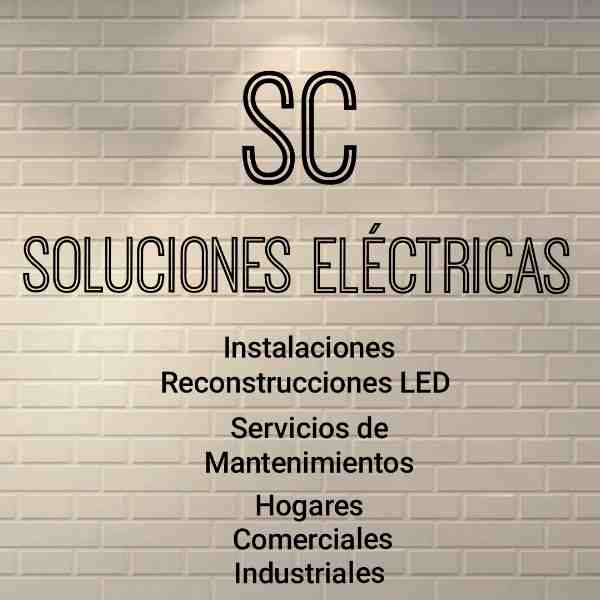 SC
SOLUCIONES ELÉCTRICAS
Instalaciones
Reconstrucciones LED
Servicios de
Mantenimientos
Hogares
Comerciales
Industriales